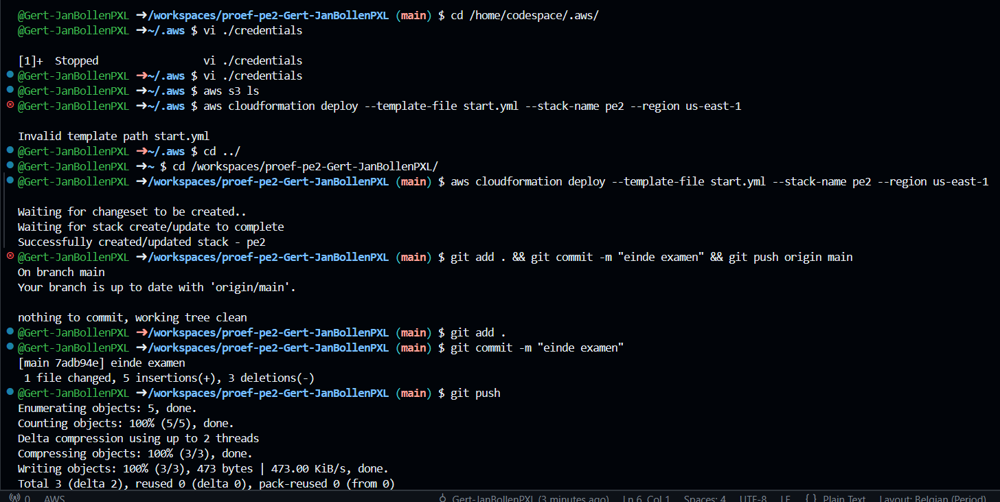 @Gert-JanBollenPXL ➜/workspaces/proef-pe2-Gert-JanBollenPXL (main) $ cd /home/codespace/.aws/
@Gert-JanBollenPXL ➜~/.aws $ vi ./credentials
[1]+  Stopped                 vi ./credentials
@Gert-JanBollenPXL ➜~/.aws $ vi ./credentials
@Gert-JanBollenPXL ➜~/.aws $ aws s3 ls
@Gert-JanBollenPXL ➜~/.aws $ aws cloudformation deploy --template-file start.yml --stack-name pe2 --region us-east-1
Invalid template path start.yml
@Gert-JanBollenPXL ➜~/.aws $ cd ../
@Gert-JanBollenPXL ➜~ $ cd /workspaces/proef-pe2-Gert-JanBollenPXL/
@Gert-JanBollenPXL ➜/workspaces/proef-pe2-Gert-JanBollenPXL (main) $ aws cloudformation deploy --template-file start.yml --stack-name pe2 --region us-east-1
Waiting for changeset to be created..
Waiting for stack create/update to complete
Successfully created/updated stack - pe2
@Gert-JanBollenPXL ➜/workspaces/proef-pe2-Gert-JanBollenPXL (main) $ git add . && git commit -m "einde examen" && git push origin main
On branch main
Your branch is up to date with 'origin/main'.
nothing to commit, working tree clean
@Gert-JanBollenPXL ➜/workspaces/proef-pe2-Gert-JanBollenPXL (main) $ git add .
@Gert-JanBollenPXL ➜/workspaces/proef-pe2-Gert-JanBollenPXL (main) $ git commit -m "einde examen"
[main 7adb94e] einde examen
 1 file changed, 5 insertions(+), 3 deletions(-)
@Gert-JanBollenPXL ➜/workspaces/proef-pe2-Gert-JanBollenPXL (main) $ git push
Enumerating objects: 5, done.
Counting objects: 100% (5/5), done.
Delta compression using up to 2 threads
Compressing objects: 100% (3/3), done.
Writing objects: 100% (3/3), 473 bytes | 473.00 KiB/s, done.
Total 3 (delta 2), reused 0 (delta 0), pack-reused 0 (from 0)
0 AWS Gert-JanBollenPXL (3 minutes ago) Ln 6, Col 1 Spaces: 4 UTF-8 LF { } Plain Text Layout: Belgian (Period)